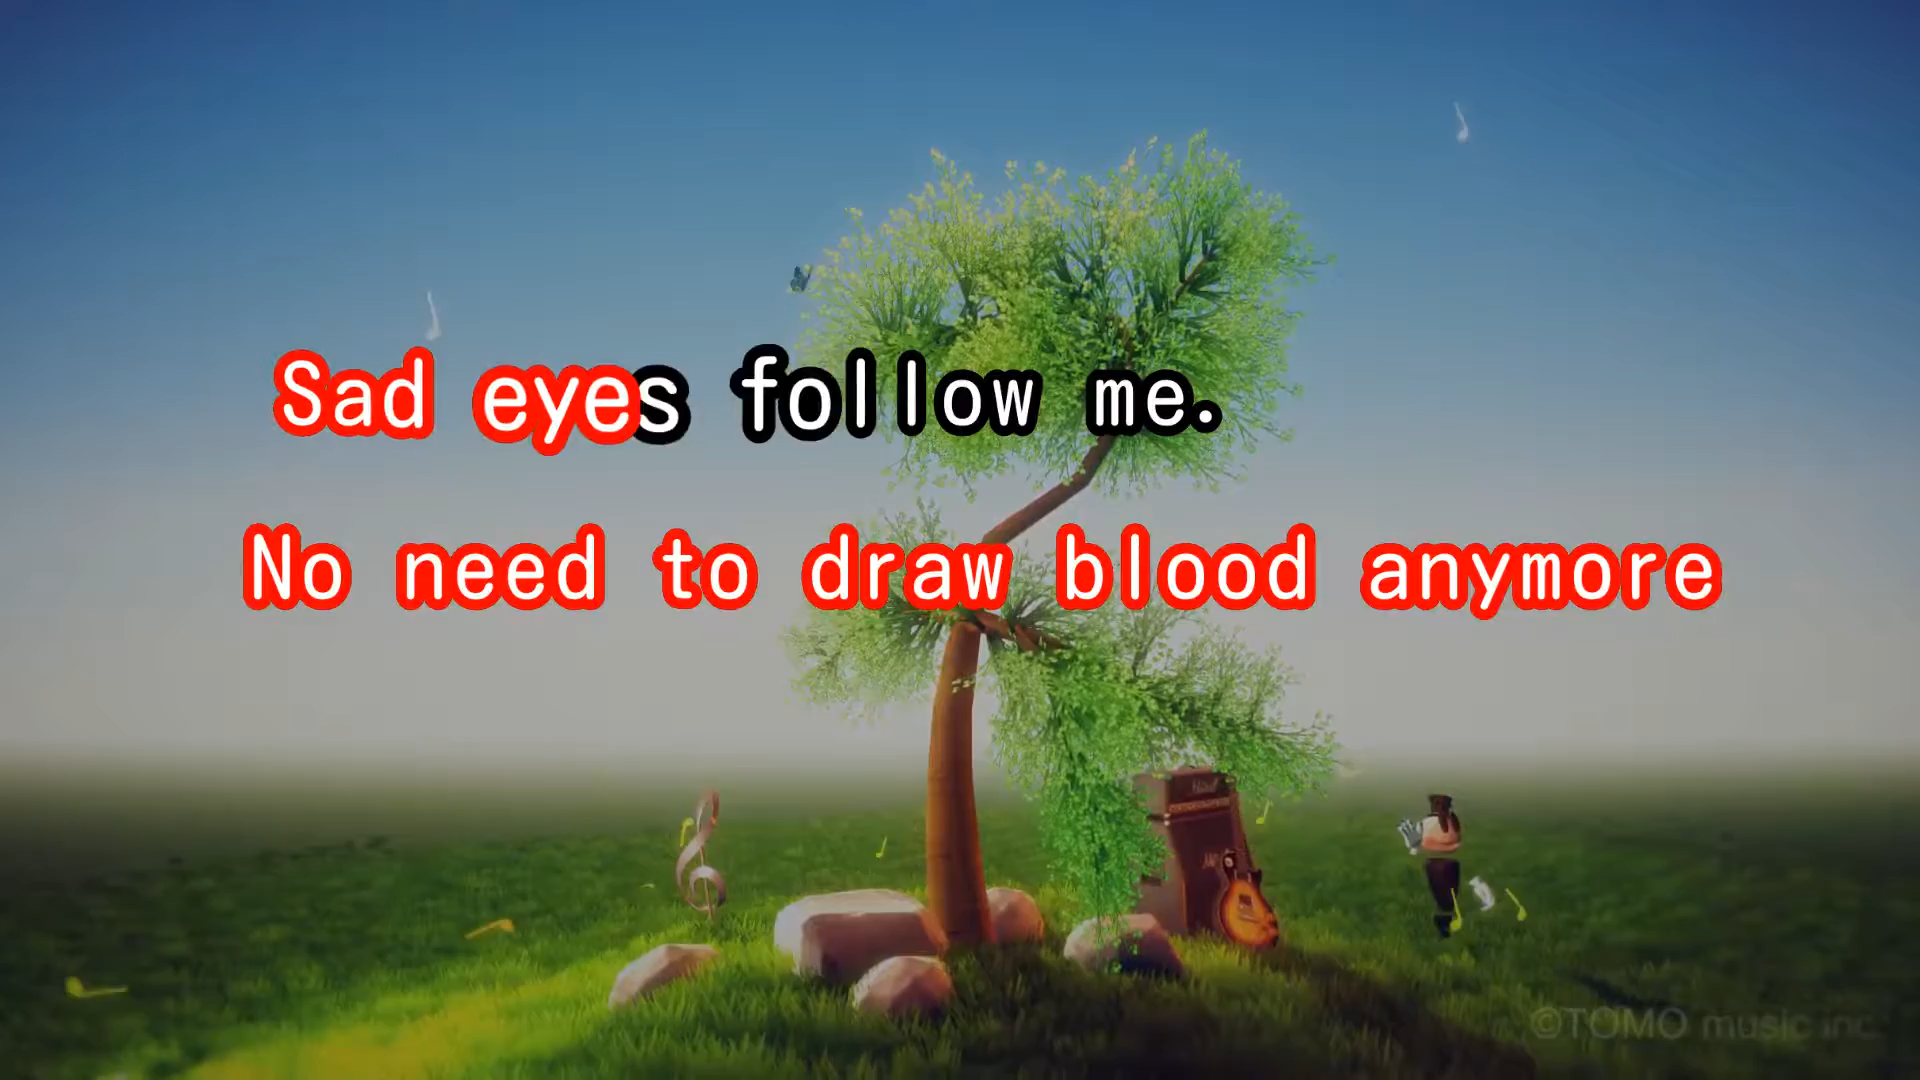 Sad eyes follow me.
No need to draw blood anymore
©TOMO music inc.